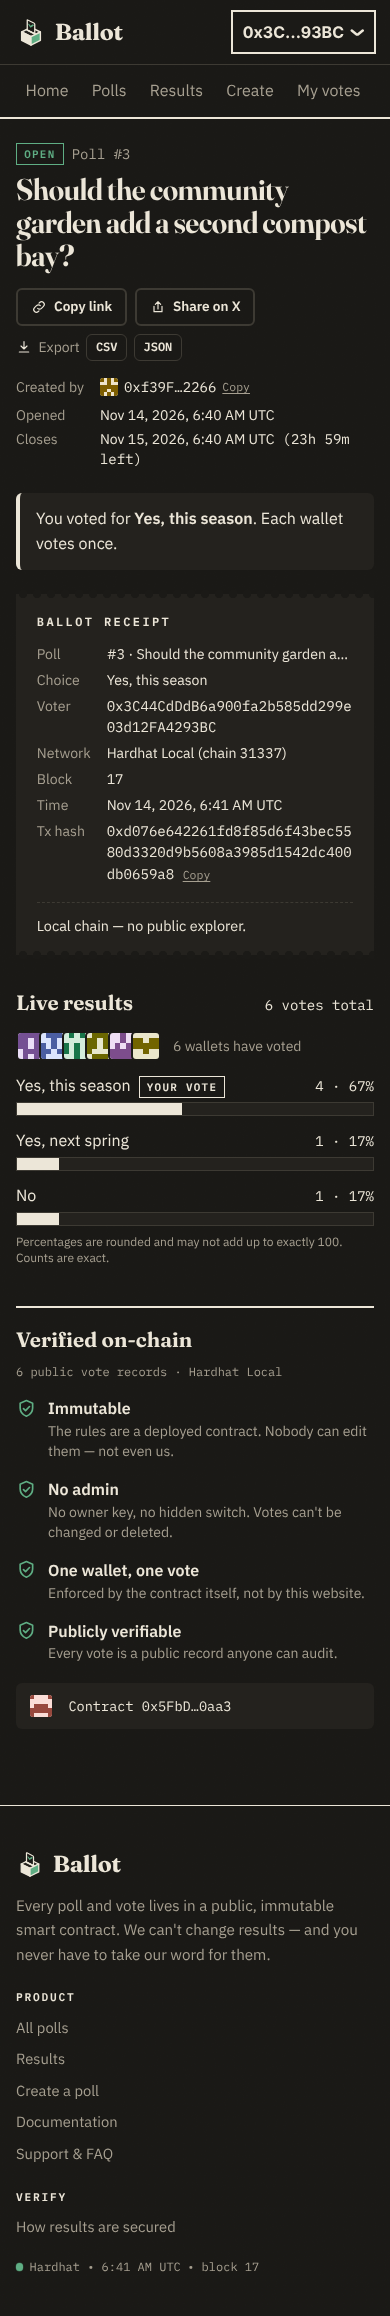 Ballot
0x3C...93BC
Home Polls Results Create My votes
OPEN Poll #3
Should the community
garden add a second compost
bay?
Copy link Share on X
Export CSV JSON
Created by 0xf39F…2266 Copy
Opened Nov 14, 2026, 6:40 AM UTC
Closes Nov 15, 2026, 6:40 AM UTC (23h 59m
left)
You voted for Yes, this season. Each wallet
votes once.
BALLOT RECEIPT
Poll #3 · Should the community garden a…
Choice Yes, this season
Voter 0x3C44CdDdB6a900fa2b585dd299e
03d12FA4293BC
Network Hardhat Local (chain 31337)
Block 17
Time Nov 14, 2026, 6:41 AM UTC
Tx hash 0xd076e642261fd8f85d6f43bec55
80d3320d9b5608a3985d1542dc400
db0659a8 Copy
Local chain — no public explorer.
Live results 6 votes total
6 wallets have voted
Yes, this season YOUR VOTE 4 · 67%
Yes, next spring 1 · 17%
No 1 · 17%
Percentages are rounded and may not add up to exactly 100.
Counts are exact.
Verified on-chain
6 public vote records · Hardhat Local
Immutable
The rules are a deployed contract. Nobody can edit
them — not even us.
No admin
No owner key, no hidden switch. Votes can't be
changed or deleted.
One wallet, one vote
Enforced by the contract itself, not by this website.
Publicly verifiable
Every vote is a public record anyone can audit.
Contract 0x5FbD…0aa3
Ballot
Every poll and vote lives in a public, immutable
smart contract. We can't change results — and you
never have to take our word for them.
PRODUCT
All polls
Results
Create a poll
Documentation
Support & FAQ
VERIFY
How results are secured
Hardhat • 6:41 AM UTC • block 17